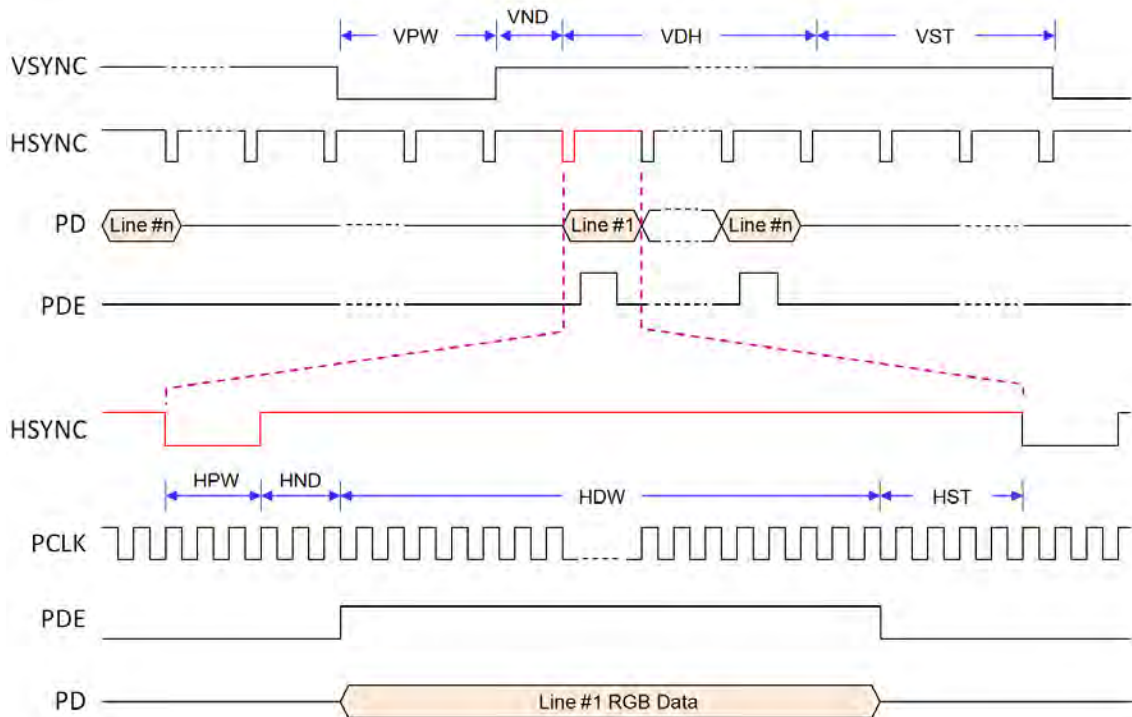 VND
VPW
VDH
VST
VSYNC
HSYNC
PD
Line #n
Line #1
Line #n
PDE
HSYNC
HPW
HND
HDW
HST
PCLK
PDE
PD
Line #1 RGB Data